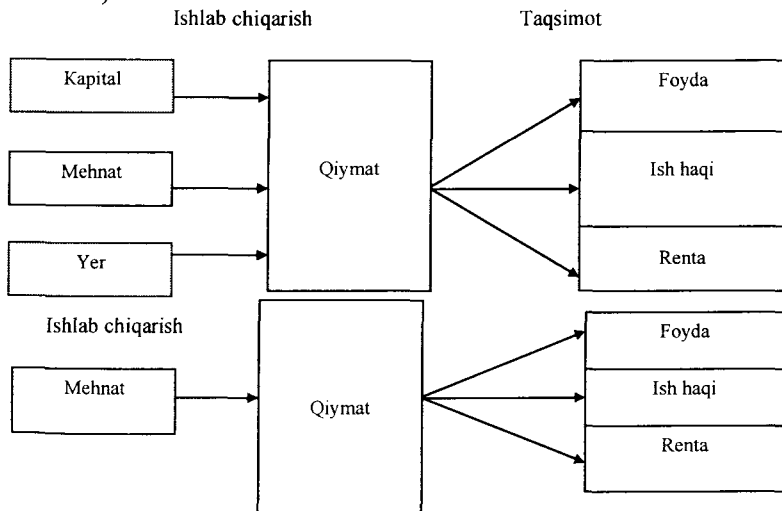 Ishlab chiqarish
Taqsimot
Kapital
Foyda
Mehnat
Qiymat
Ish haqi
Yer
Renta
Ishlab chiqarish
Foyda
Mehnat
Qiymat
Ish haqi
Renta